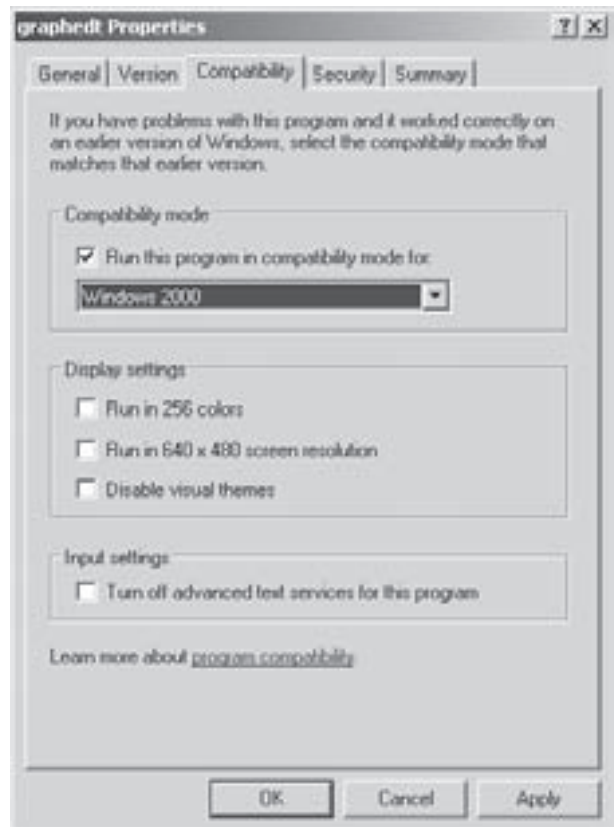 graphedt Properties
General Version Compatibility Security Summary
If you have problems with this program and it worked correctly on
an earlier version of Windows, select the compatibility mode that
matches that earlier version.
Compatibility mode
Run this program in compatibility mode for:
Windows 2000
Display settings
Run in 256 colors
Run in 640 x 480 screen resolution
Disable visual themes
Input settings
Turn off advanced text services for this program
Learn more about program compatibility.
OK Cancel Apply